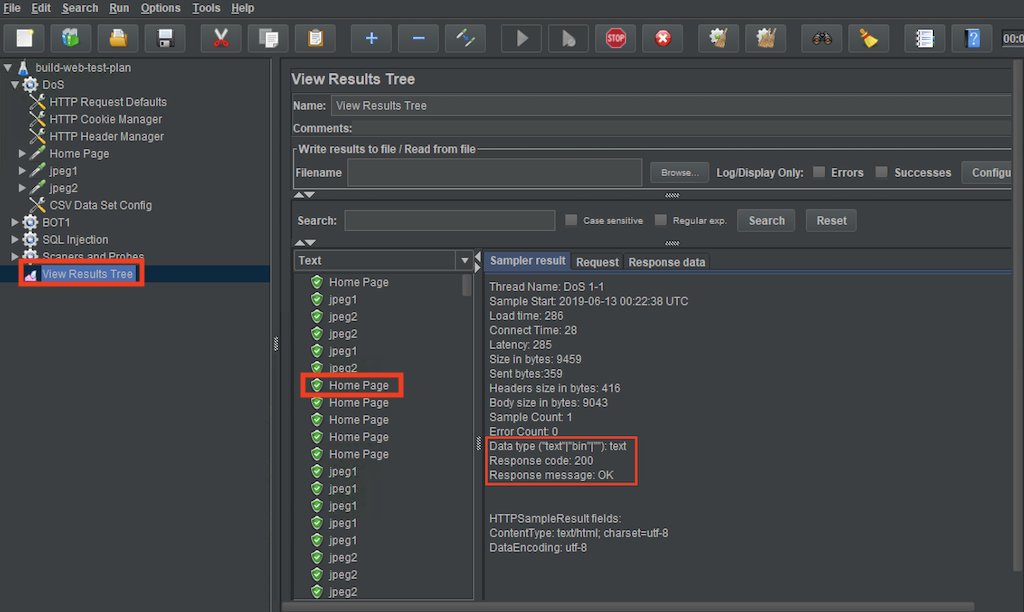 File Edit Search Run Options Tools Help
STOP
00:0
build-web-test-plan
DoS
HTTP Request Defaults
HTTP Cookie Manager
HTTP Header Manager
Home Page
jpeg1
jpeg2
CSV Data Set Config
BOT1
SQL Injection
Scaners and Probes
View Results Tree
View Results Tree
Name: View Results Tree
Comments:
Write results to file / Read from file
Filename Browse... Log/Display Only: Errors Successes Configu
Search: Case sensitive Regular exp. Search Reset
Text
Home Page
jpeg1
jpeg2
jpeg2
jpeg1
jpeg2
Home Page
Home Page
Home Page
Home Page
Home Page
jpeg1
jpeg1
jpeg1
jpeg1
jpeg1
jpeg2
jpeg2
jpeg2
Sampler result Request Response data
Thread Name: DoS 1-1
Sample Start: 2019-06-13 00:22:38 UTC
Load time: 286
Connect Time: 28
Latency: 285
Size in bytes: 9459
Sent bytes:359
Headers size in bytes: 416
Body size in bytes: 9043
Sample Count: 1
Error Count: 0
Data type ("text"|"bin"|""): text
Response code: 200
Response message: OK
HTTPSampleResult fields:
ContentType: text/html; charset=utf-8
DataEncoding: utf-8